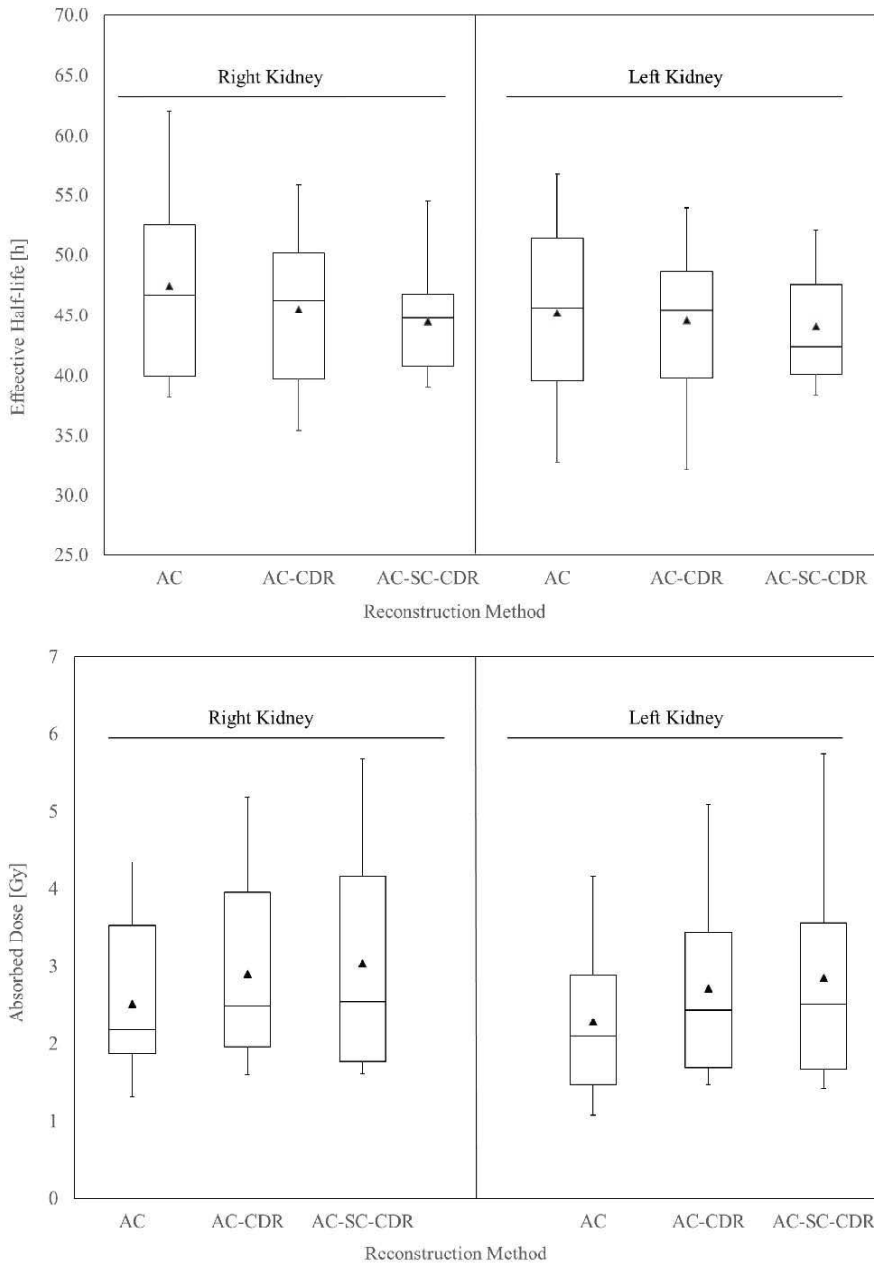 70.0
65.0
60.0
55.0
50.0
45.0
40.0
35.0
30.0
25.0
Effeective Half-life [h]
Right Kidney
Left Kidney
AC AC-CDR AC-SC-CDR AC AC-CDR AC-SC-CDR
Reconstruction Method
7
6
5
4
3
2
1
0
Absorbed Dose [Gy]
Right Kidney
Left Kidney
AC AC-CDR AC-SC-CDR AC AC-CDR AC-SC-CDR
Reconstruction Method